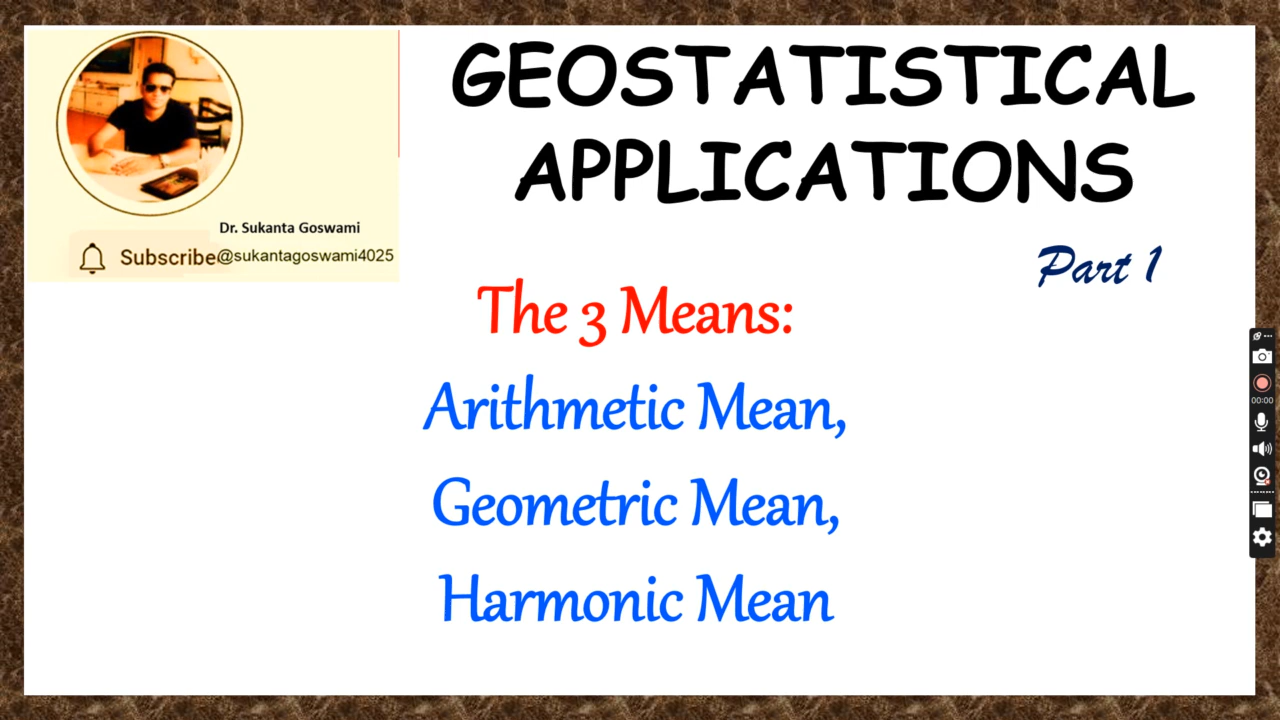 GEOSTATISTICAL
APPLICATIONS
Dr. Sukanta Goswami
Subscribe@sukantagoswami4025
Part 1
The 3 Means:
Arithmetic Mean,
Geometric Mean,
Harmonic Mean
00:00